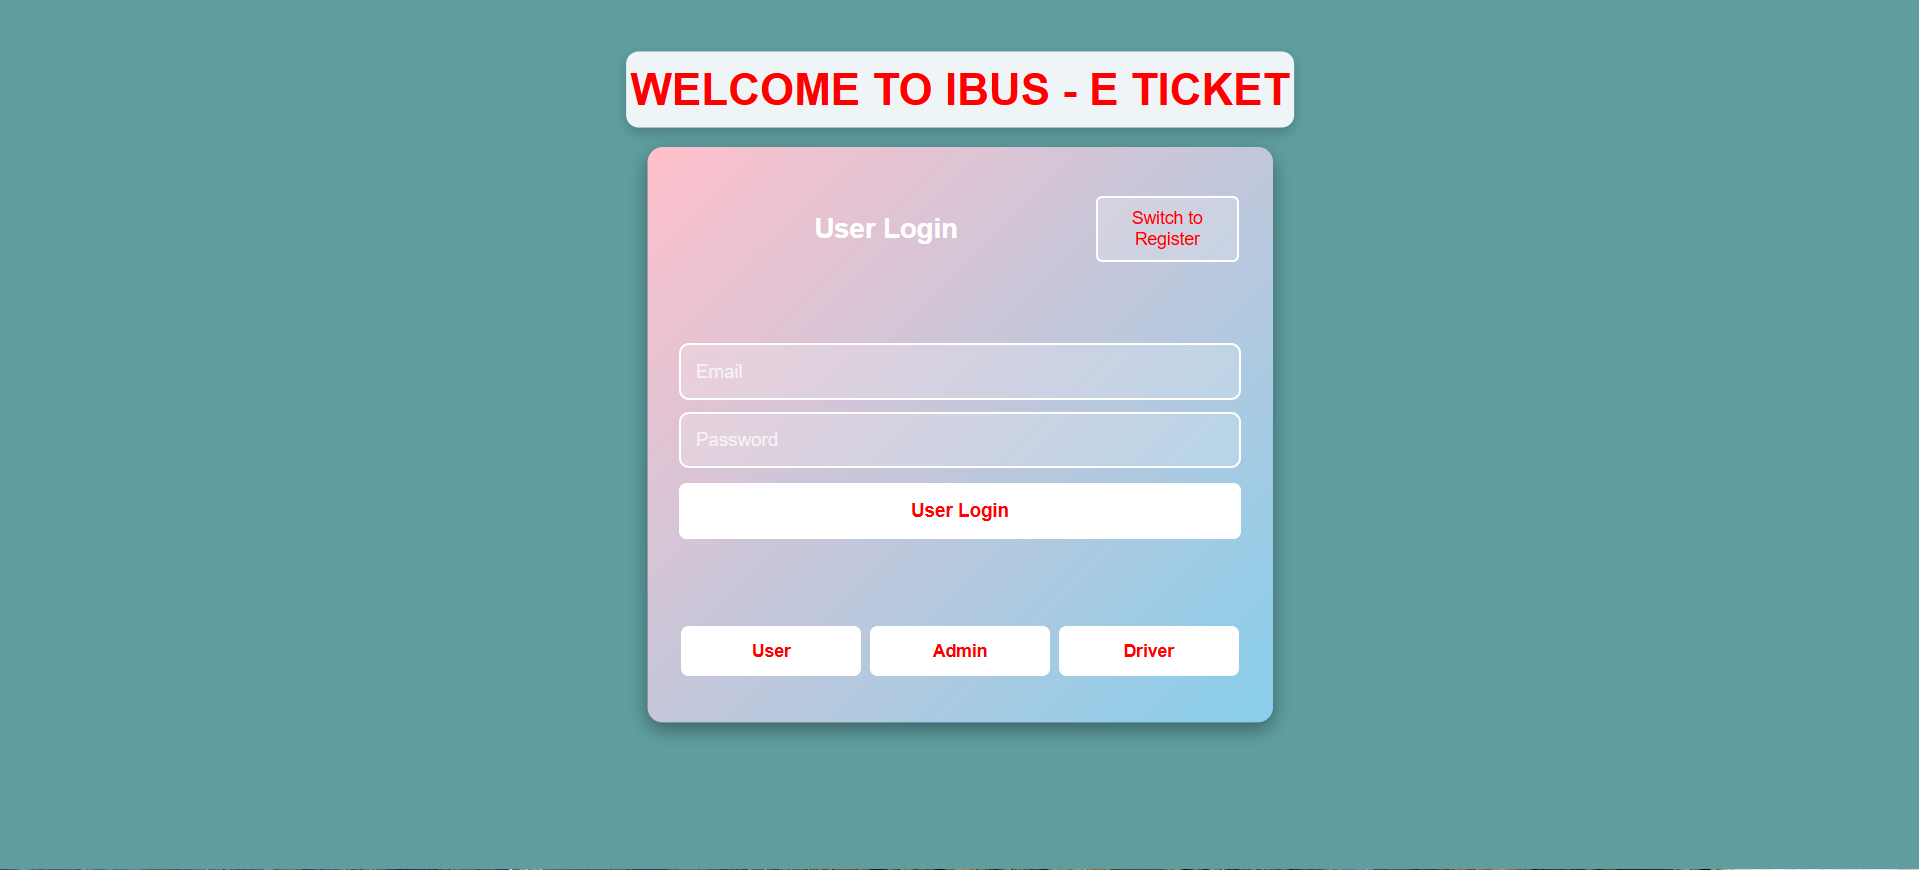 WELCOME TO IBUS - E TICKET
User Login
Switch to
Register
Email
Password
User Login
User
Admin
Driver